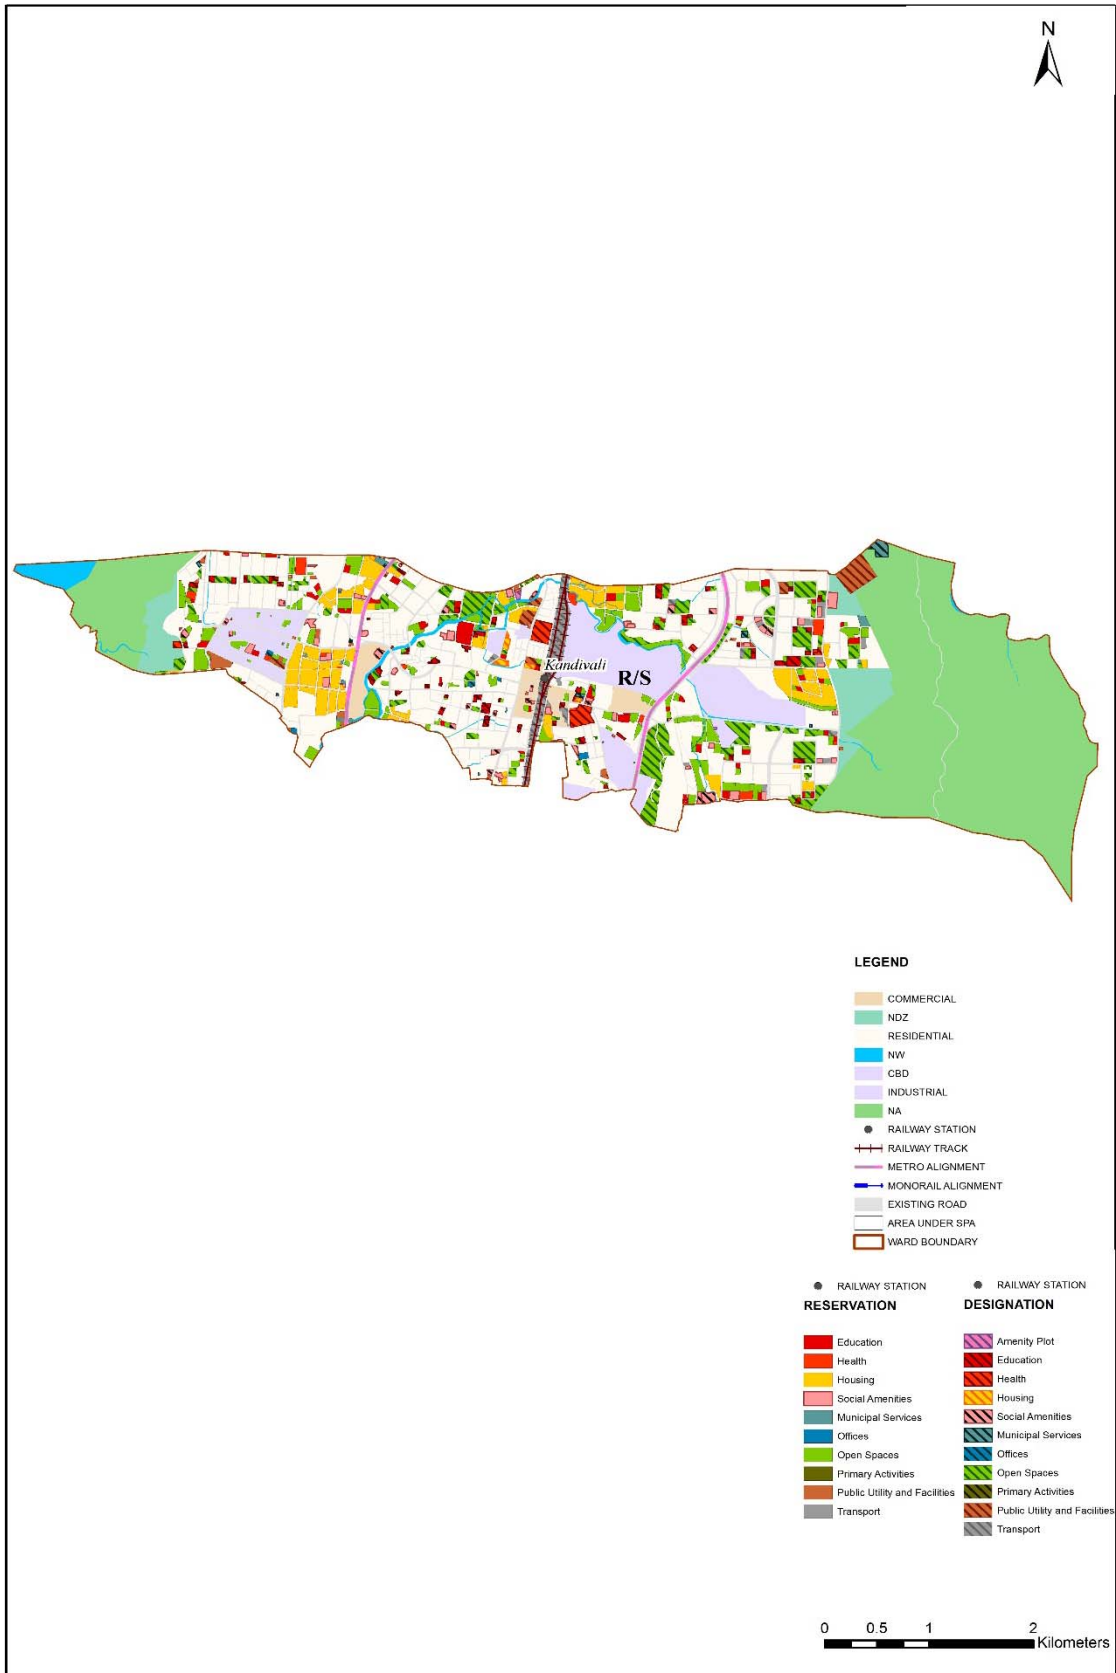 N
Kandivali
R/S
LEGEND
COMMERCIAL
NDZ
RESIDENTIAL
NW
CBD
INDUSTRIAL
NA
RAILWAY STATION
RAILWAY TRACK
METRO ALIGNMENT
MONORAIL ALIGNMENT
EXISTING ROAD
AREA UNDER SPA
WARD BOUNDARY
RAILWAY STATION
RESERVATION
Education
Health
Housing
Social Amenities
Municipal Services
Offices
Open Spaces
Primary Activities
Public Utility and Facilities
Transport
RAILWAY STATION
DESIGNATION
Amenity Plot
Education
Health
Housing
Social Amenities
Municipal Services
Offices
Open Spaces
Primary Activities
Public Utility and Facilities
Transport
0 0.5 1 2
Kilometers